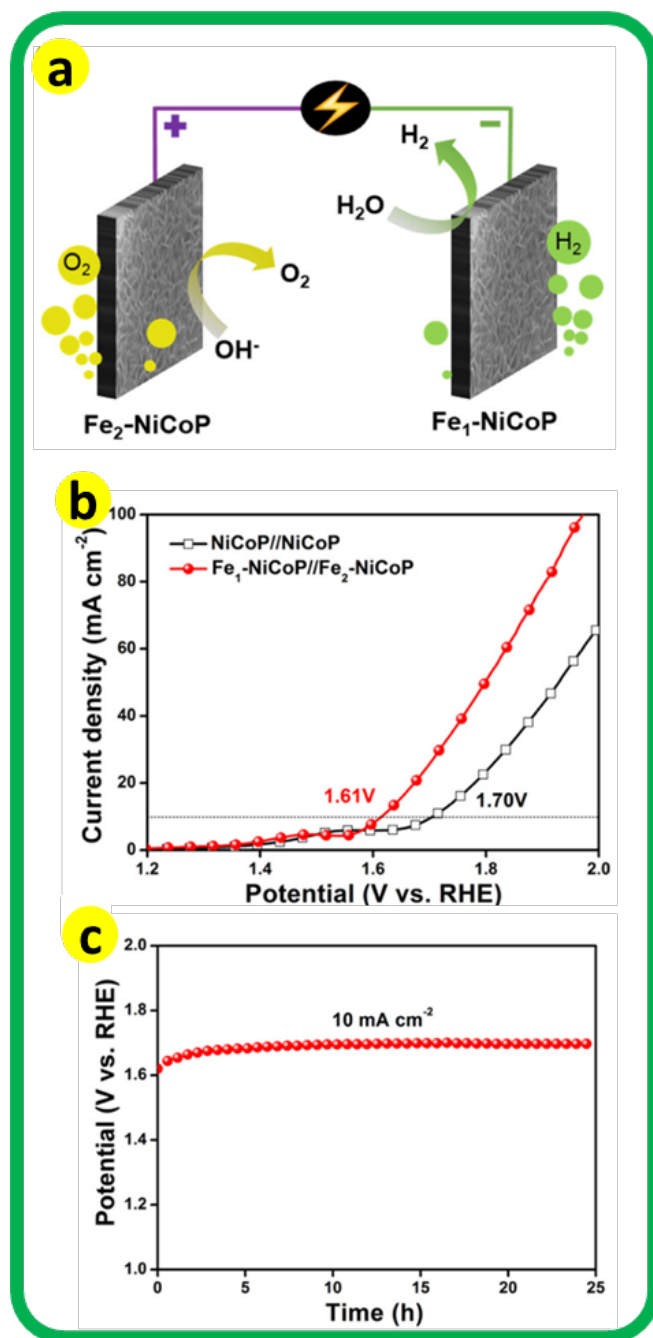 a
+
−
H₂
H₂O
O₂
H₂
O₂
OH⁻
Fe₂-NiCoP
Fe₁-NiCoP
b
100
80
60
40
20
0
NiCoP//NiCoP
Fe₁-NiCoP//Fe₂-NiCoP
1.61V
1.70V
1.2
1.4
1.6
1.8
2.0
Current density (mA cm⁻²)
Potential (V vs. RHE)
c
2.0
1.8
1.6
1.4
1.2
1.0
10 mA cm⁻²
0
5
10
15
20
25
Potential (V vs. RHE)
Time (h)